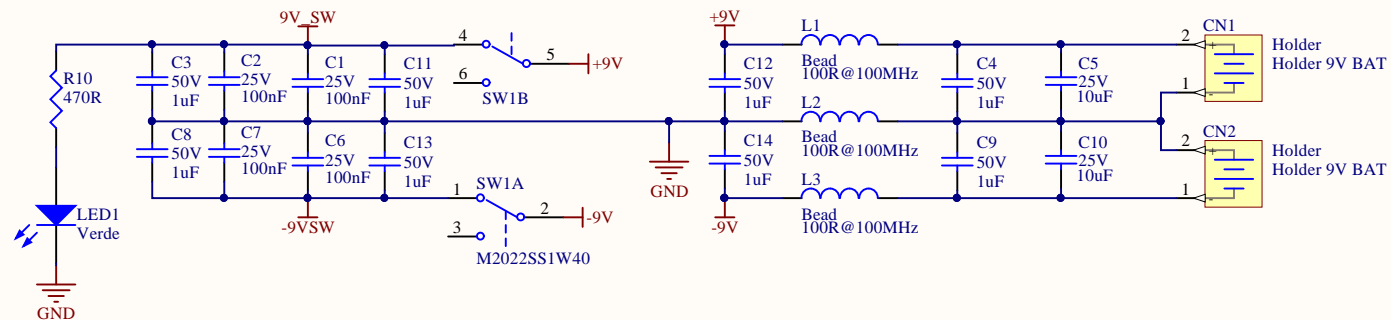 9V_SW
R10
470R
LED1
Verde
GND
C3
50V
1uF
C2
25V
100nF
C1
25V
100nF
C11
50V
1uF
C8
50V
1uF
C7
25V
100nF
C6
25V
100nF
C13
50V
1uF
-9VSW
4
5
6
+9V
SW1B
SW1A
1
2
3
-9V
M2022SS1W40
GND
+9V
C12
50V
1uF
C14
50V
1uF
-9V
L1
Bead
100R@100MHz
L2
Bead
100R@100MHz
L3
Bead
100R@100MHz
C4
50V
1uF
C5
25V
10uF
C9
50V
1uF
C10
25V
10uF
CN1
2
+
1
-
Holder
Holder 9V BAT
CN2
2
+
1
-
Holder
Holder 9V BAT